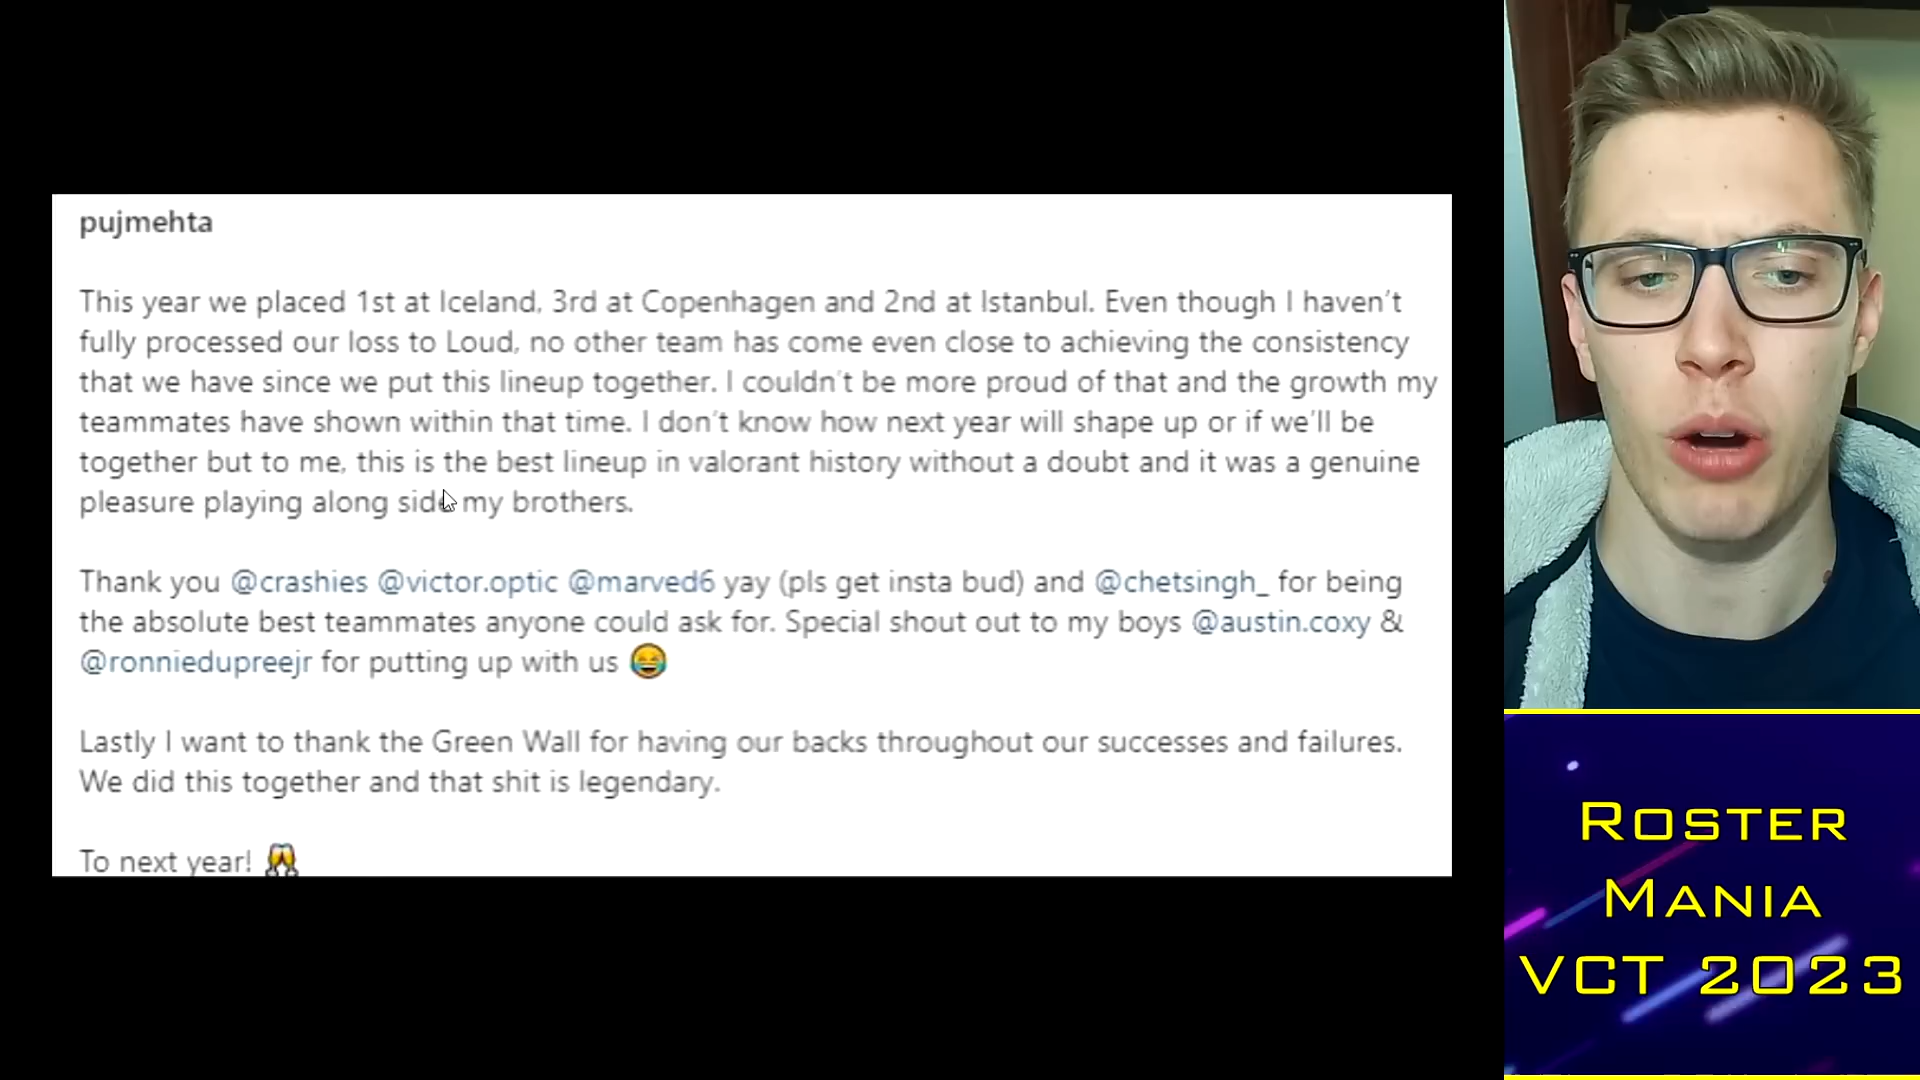 pujmehta
This year we placed 1st at Iceland, 3rd at Copenhagen and 2nd at Istanbul. Even though I haven't
fully processed our loss to Loud, no other team has come even close to achieving the consistency
that we have since we put this lineup together. I couldn't be more proud of that and the growth my
teammates have shown within that time. I don't know how next year will shape up or if we'll be
together but to me, this is the best lineup in valorant history without a doubt and it was a genuine
pleasure playing along side my brothers.
Thank you @crashies @victor.optic @marved6 yay (pls get insta bud) and @chetsingh_ for being
the absolute best teammates anyone could ask for. Special shout out to my boys @austin.coxy &
@ronniedupreejr for putting up with us 😂
Lastly I want to thank the Green Wall for having our backs throughout our successes and failures.
We did this together and that shit is legendary.
To next year! 🥂
Roster
Mania
VCT 2023